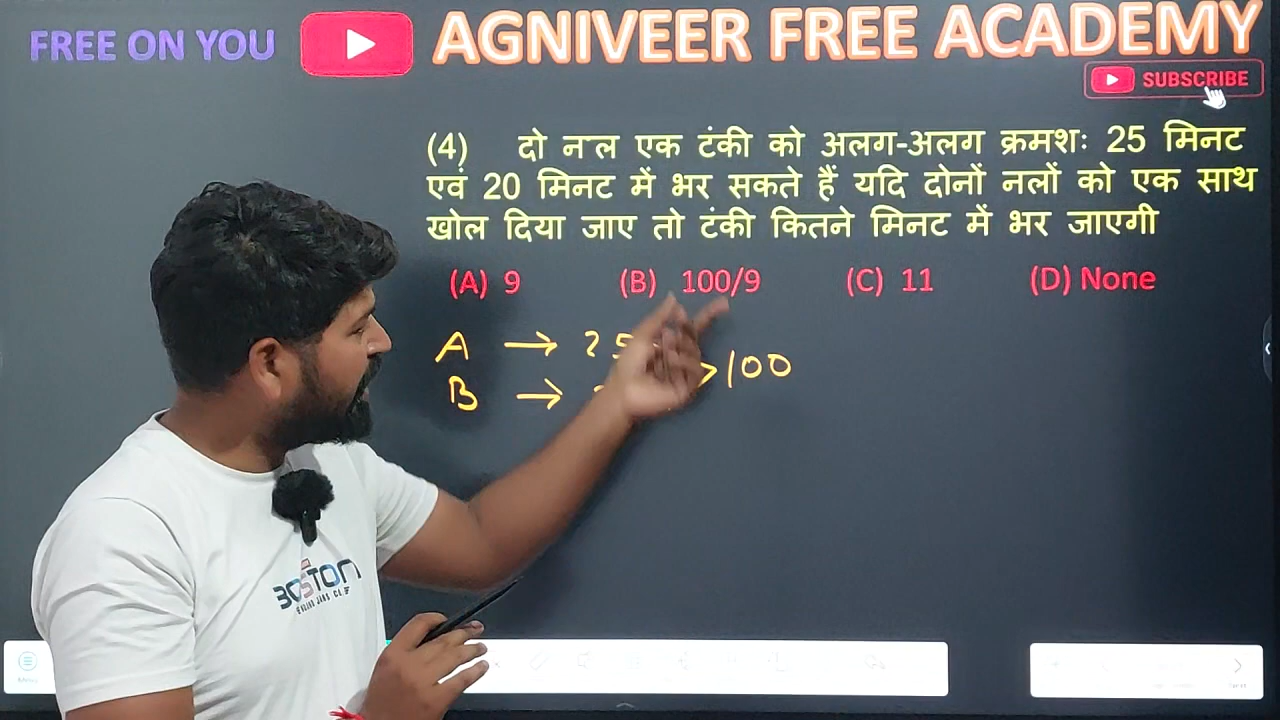 FREE ON YOU
AGNIVEER FREE ACADEMY
SUBSCRIBE
(4) दो नल एक टंकी को अलग-अलग क्रमशः 25 मिनट
एवं 20 मिनट में भर सकते हैं यदि दोनों नलों को एक साथ
खोल दिया जाए तो टंकी कितने मिनट में भर जाएगी
(A) 9 (B) 100/9 (C) 11 (D) None
A → 25 >100
B →
BOSTON